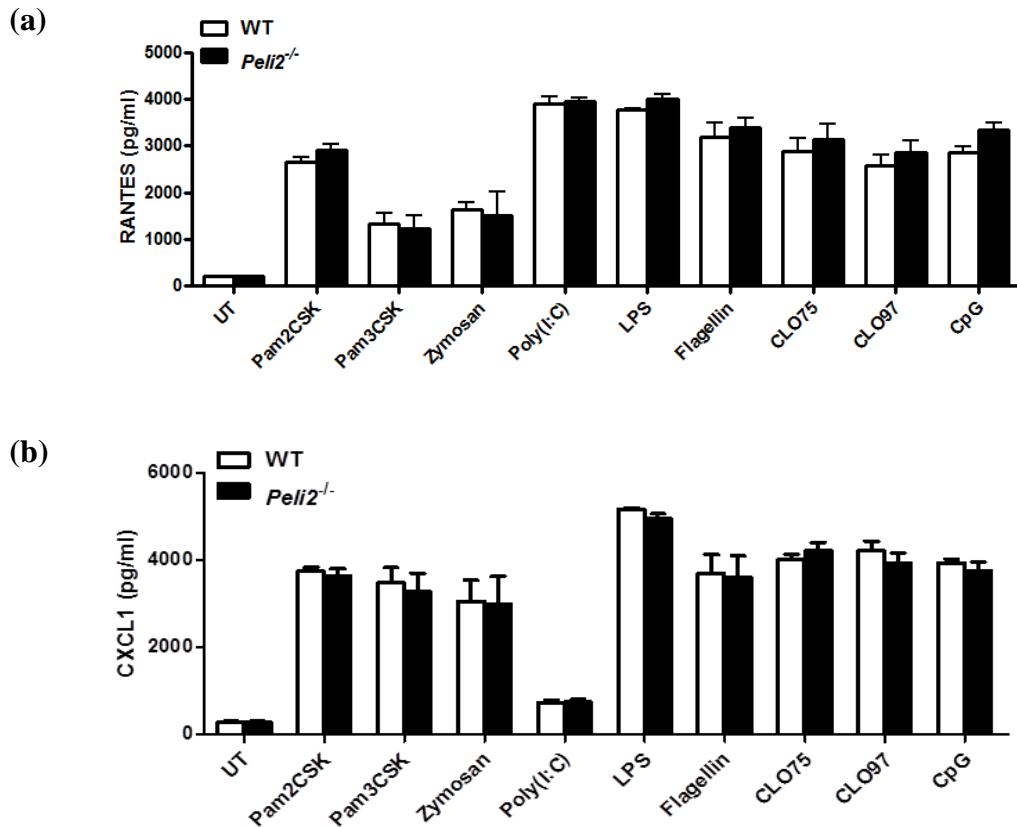 (a)
WT
Peli2-/-
RANTES (pg/ml)
5000
4000
3000
2000
1000
0
UT
Pam2CSK
Pam3CSK
Zymosan
Poly(I:C)
LPS
Flagellin
CLO75
CLO97
CpG
(b)
WT
Peli2-/-
CXCL1 (pg/ml)
6000
4000
2000
0
UT
Pam2CSK
Pam3CSK
Zymosan
Poly(I:C)
LPS
Flagellin
CLO75
CLO97
CpG